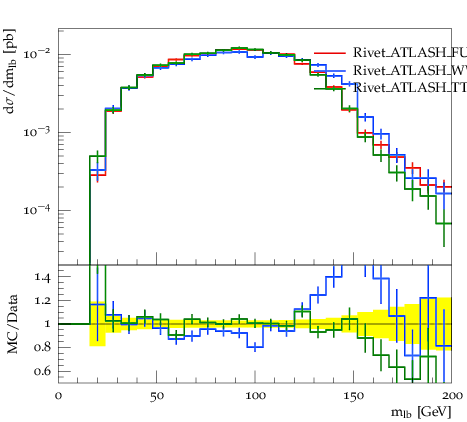 dσ/dm_lb [pb]
10⁻²
10⁻³
10⁻⁴
Rivet_ATLASH_FU
Rivet_ATLASH_W
Rivet_ATLASH_TT
MC/Data
1.4
1.2
1
0.8
0.6
0
50
100
150
200
m_lb [GeV]